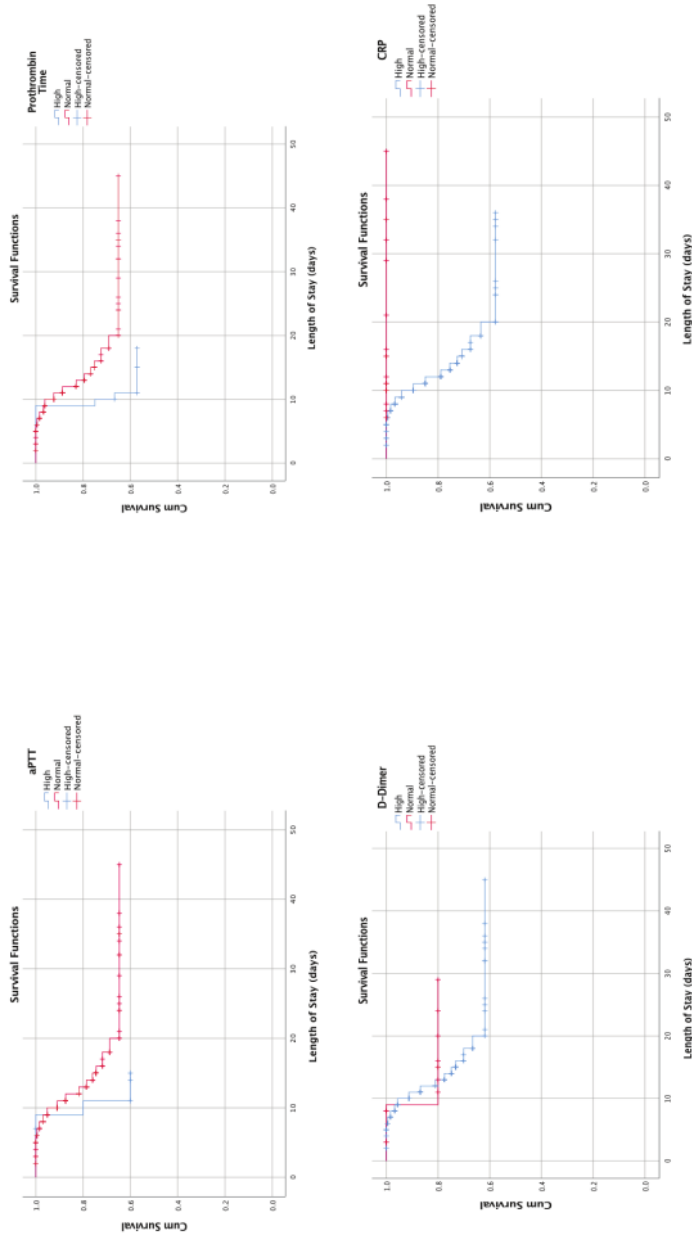 Survival Functions
aPTT
High
Normal
High-censored
Normal-censored
Cum Survival
1.0
0.8
0.6
0.4
0.2
0.0
0
10
20
30
40
50
Length of Stay (days)
Survival Functions
Prothrombin
Time
High
Normal
High-censored
Normal-censored
Cum Survival
1.0
0.8
0.6
0.4
0.2
0.0
0
10
20
30
40
50
Length of Stay (days)
Survival Functions
D-Dimer
High
Normal
High-censored
Normal-censored
Cum Survival
1.0
0.8
0.6
0.4
0.2
0.0
0
10
20
30
40
50
Length of Stay (days)
Survival Functions
CRP
High
Normal
High-censored
Normal-censored
Cum Survival
1.0
0.8
0.6
0.4
0.2
0.0
0
10
20
30
40
50
Length of Stay (days)